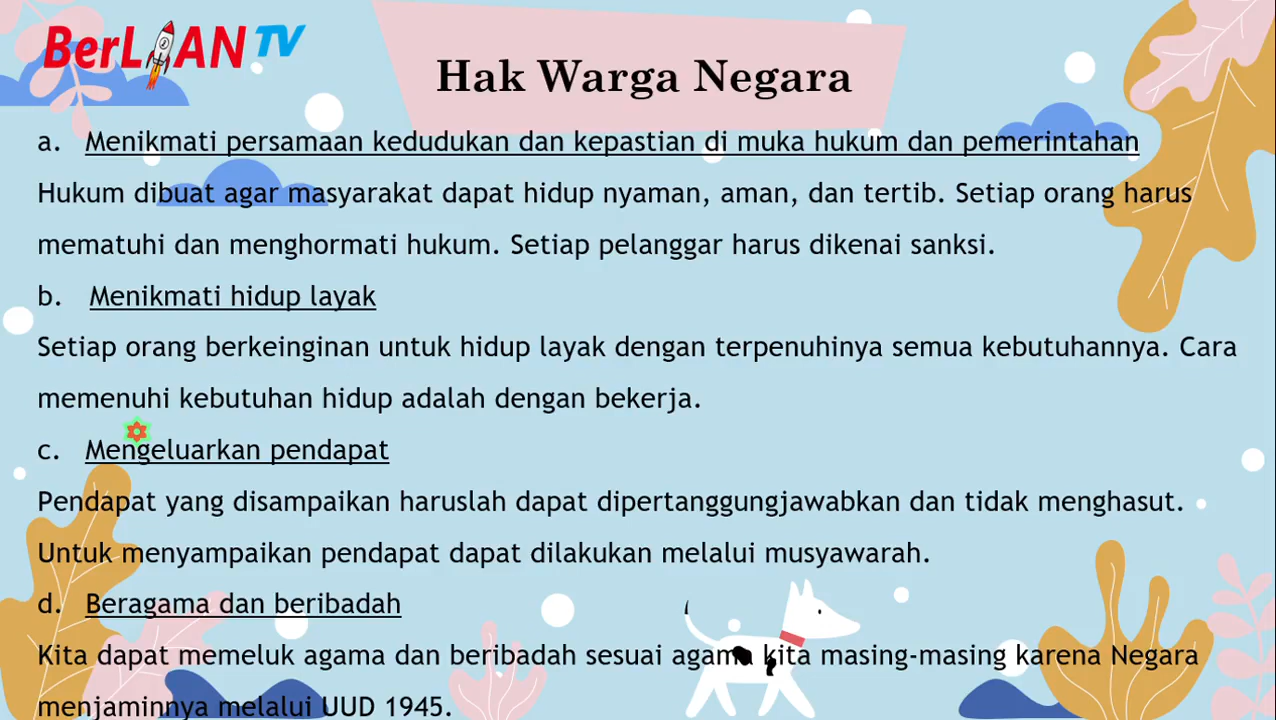 BerLIAN TV
Hak Warga Negara
a. Menikmati persamaan kedudukan dan kepastian di muka hukum dan pemerintahan
Hukum dibuat agar masyarakat dapat hidup nyaman, aman, dan tertib. Setiap orang harus
mematuhi dan menghormati hukum. Setiap pelanggar harus dikenai sanksi.
b. Menikmati hidup layak
Setiap orang berkeinginan untuk hidup layak dengan terpenuhinya semua kebutuhannya. Cara
memenuhi kebutuhan hidup adalah dengan bekerja.
c. Mengeluarkan pendapat
Pendapat yang disampaikan haruslah dapat dipertanggungjawabkan dan tidak menghasut.
Untuk menyampaikan pendapat dapat dilakukan melalui musyawarah.
d. Beragama dan beribadah
Kita dapat memeluk agama dan beribadah sesuai agama kita masing-masing karena Negara
menjaminnya melalui UUD 1945.